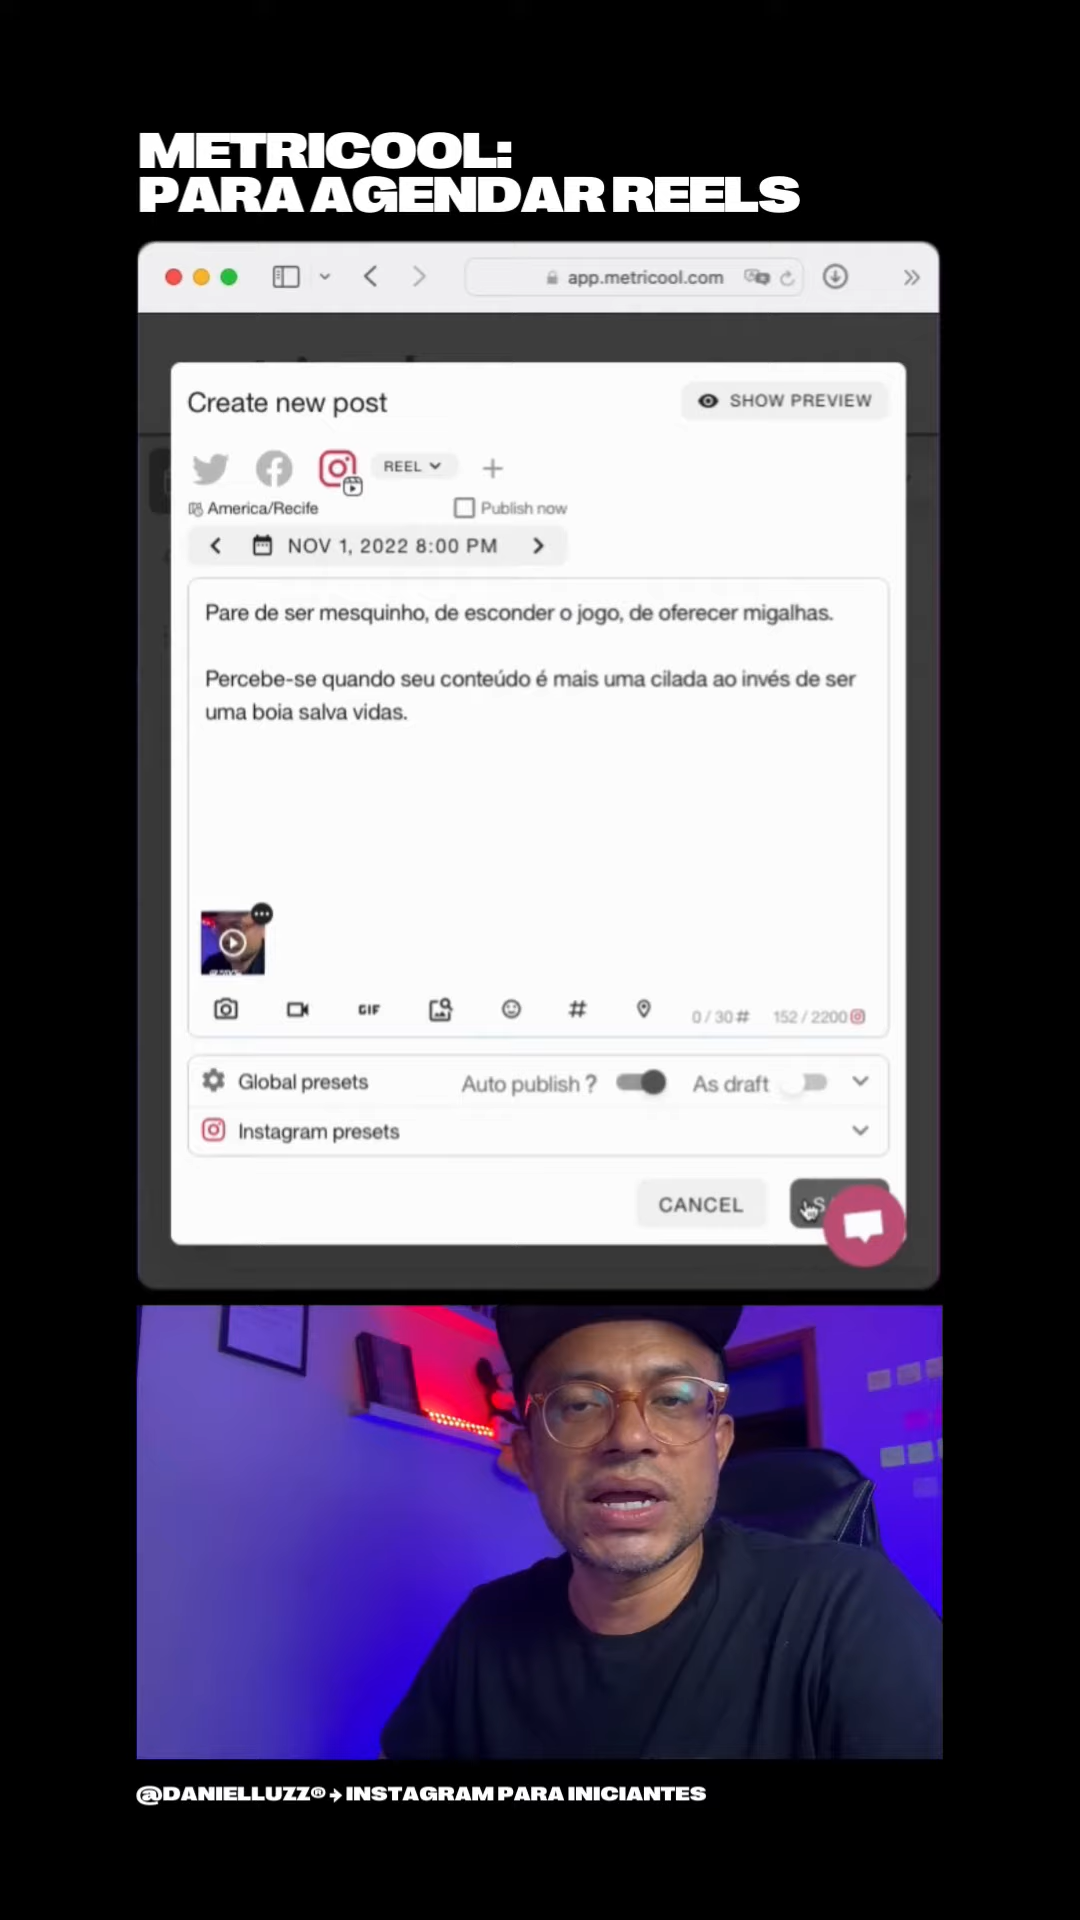 METRICOOL:
PARA AGENDAR REELS
app.metricool.com
Create new post
SHOW PREVIEW
REEL
America/Recife
Publish now
NOV 1, 2022 8:00 PM
Pare de ser mesquinho, de esconder o jogo, de oferecer migalhas.
Percebe-se quando seu conteúdo é mais uma cilada ao invés de ser
uma boia salva vidas.
GIF
0 / 30 #
152 / 2200
Global presets
Auto publish ?
As draft
Instagram presets
CANCEL
@DANIELLUZZ® → INSTAGRAM PARA INICIANTES